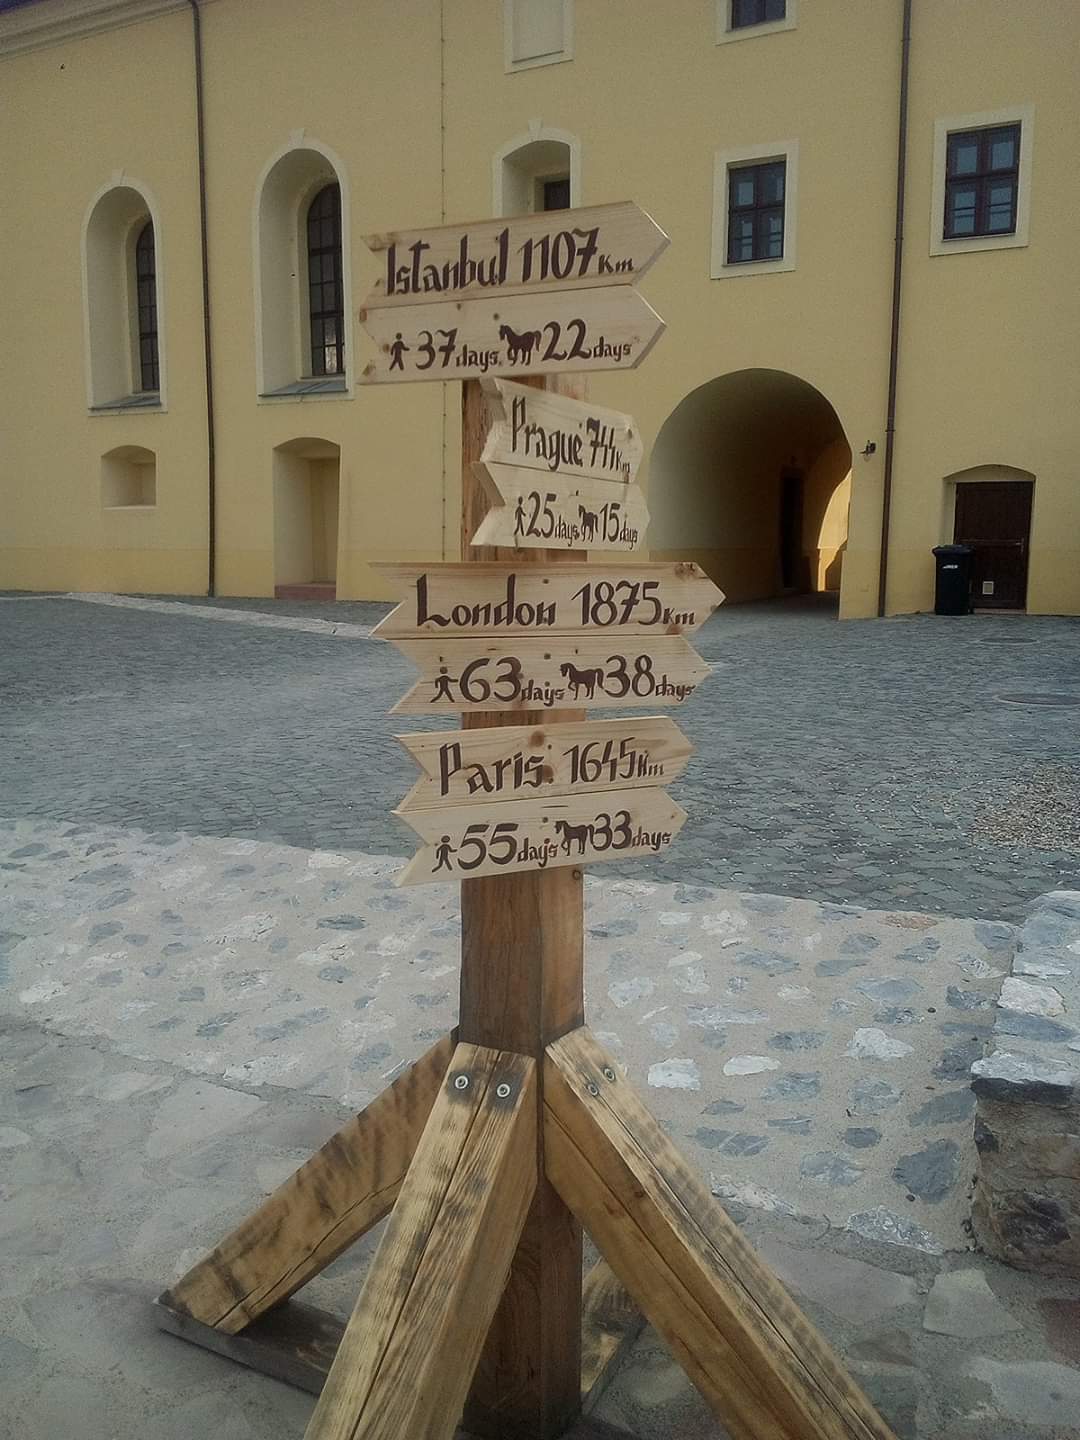 Istanbul 1107 Km
37 days 22 days
Prague 744 Km
25 days 15 days
London 1875 Km
63 days 38 days
Paris 1645 Km
55 days 33 days